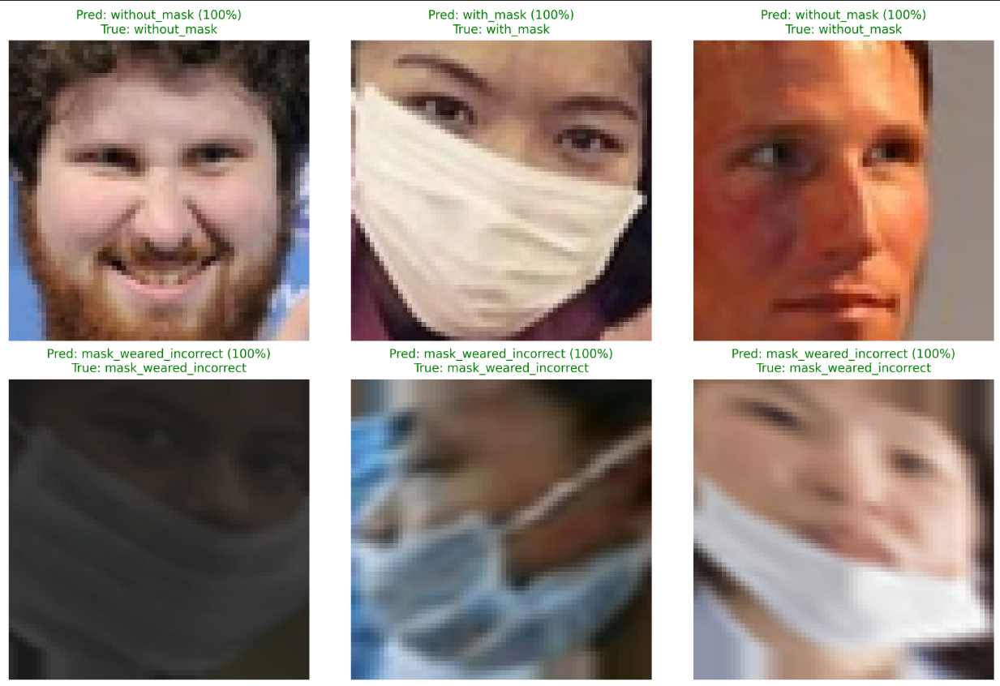 Pred: without_mask (100%)
True: without_mask
Pred: with_mask (100%)
True: with_mask
Pred: without_mask (100%)
True: without_mask
Pred: mask_weared_incorrect (100%)
True: mask_weared_incorrect
Pred: mask_weared_incorrect (100%)
True: mask_weared_incorrect
Pred: mask_weared_incorrect (100%)
True: mask_weared_incorrect